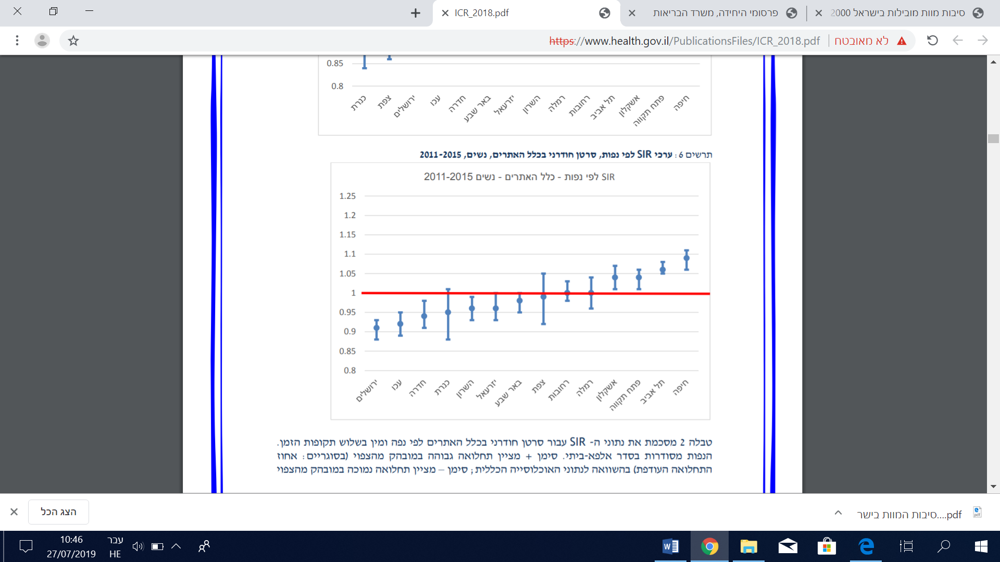 סיבות מוות מובילות בישראל 2000
פרסומי היחידה, משרד הבריאות
ICR_2018.pdf
לא מאובטח
https://www.health.gov.il/PublicationsFiles/ICR_2018.pdf
0.85
0.8
כנרת
צפת
ירושלים
עכו
חדרה
באר שבע
יזרעאל
השרון
רמלה
רחובות
תל אביב
אשקלון
פתח תקווה
חיפה
תרשים 6: ערכי SIR לפי נפות, סרטן חודרני בכלל האתרים, נשים, 2011-2015
SIR לפי נפות - כלל האתרים - נשים 2011-2015
1.25
1.2
1.15
1.1
1.05
1
0.95
0.9
0.85
0.8
ירושלים
עכו
חדרה
כנרת
השרון
יזרעאל
באר שבע
צפת
רחובות
רמלה
אשקלון
פתח תקווה
תל אביב
חיפה
טבלה 2 מסכמת את נתוני ה- SIR עבור סרטן חודרני בכלל האתרים לפי נפה ומין בשלוש תקופות הזמן.
הנפות מסודרות בסדר אלפא-ביתי. סימן + מציין תחלואה גבוהה במובהק מהצפוי (בסוגריים: אחוז
התחלואה העודפת) בהשוואה לנתוני האוכלוסייה הכללית; סימן – מציין תחלואה נמוכה במובהק מהצפוי
סיבות המוות בישר....pdf
הצג הכל
10:46
27/07/2019
עבר
HE